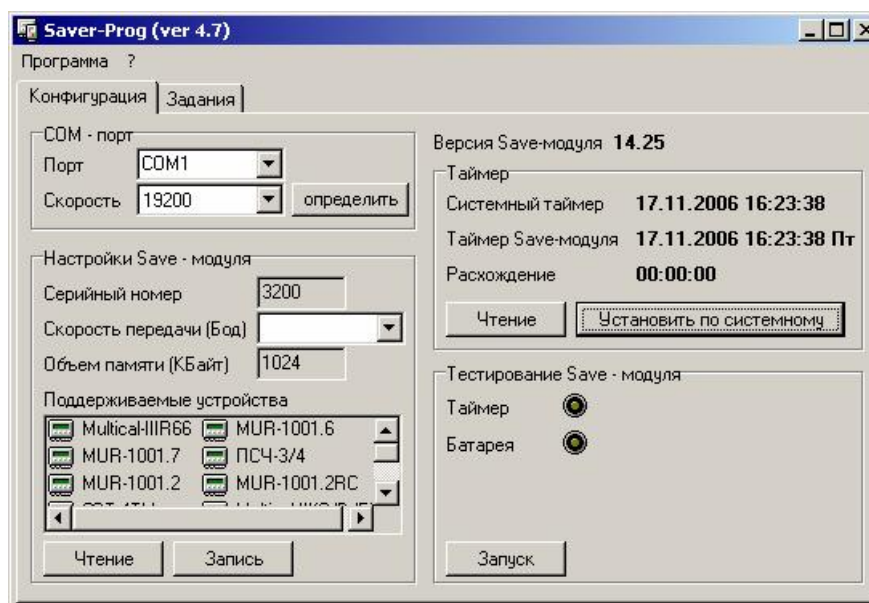 Saver-Prog (ver 4.7)
Программа ?
Конфигурация Задания
COM - порт
Порт COM1
Скорость 19200 определить
Настройки Save - модуля
Серийный номер 3200
Скорость передачи (Бод)
Объем памяти (КБайт) 1024
Поддерживаемые устройства
Multical-IIIR66 MUR-1001.6
MUR-1001.7 ПСЧ-3/4
MUR-1001.2 MUR-1001.2RC
Чтение Запись
Версия Save-модуля 14.25
Таймер
Системный таймер 17.11.2006 16:23:38
Таймер Save-модуля 17.11.2006 16:23:38 Пт
Расхождение 00:00:00
Чтение Установить по системному
Тестирование Save - модуля
Таймер
Батарея
Запуск